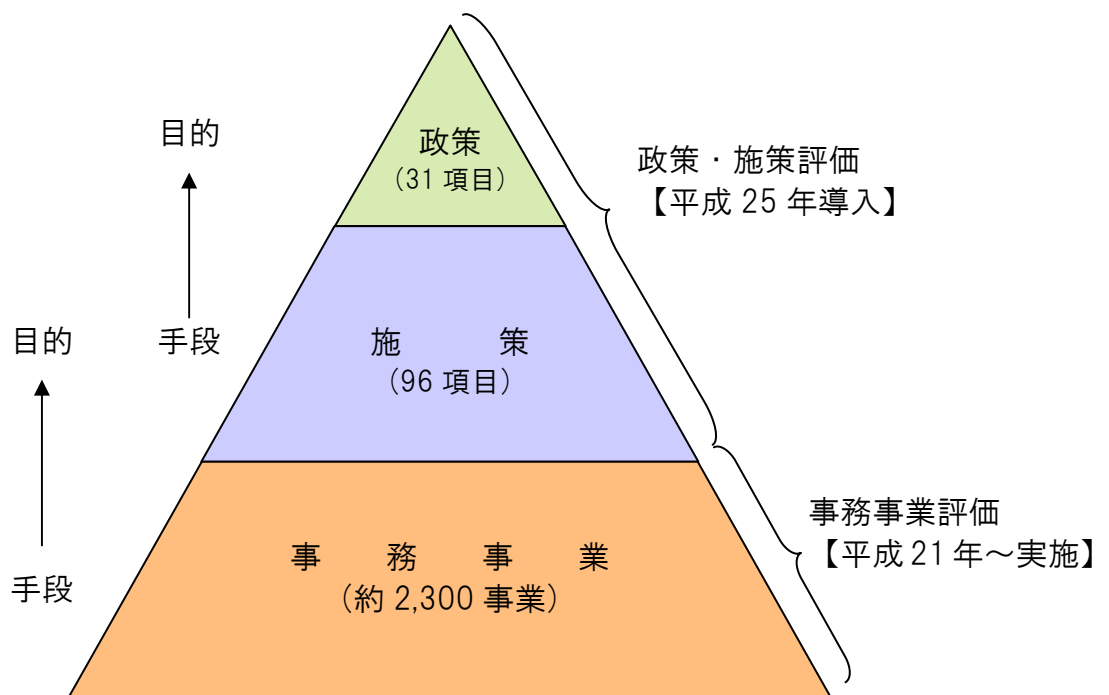 目的
政策
(31 項目)
政策・施策評価
【平成 25 年導入】
目的
手段
施 策
(96 項目)
事務事業評価
【平成 21 年～実施】
事 務 事 業
(約 2,300 事業)
手段